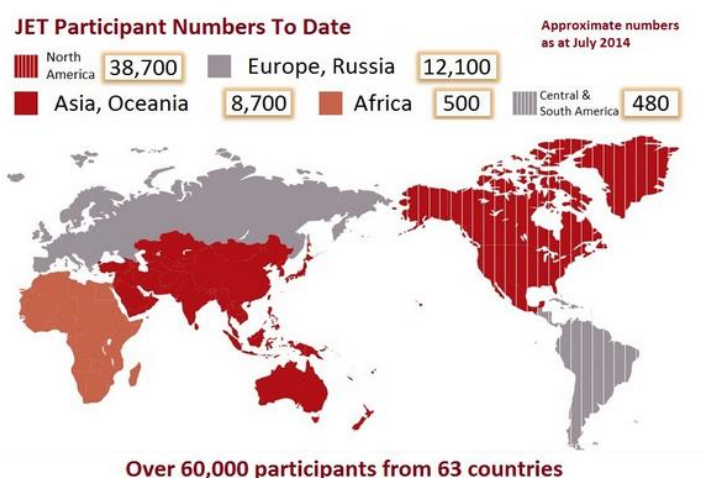 JET Participant Numbers To Date
Approximate numbers
as at July 2014
North
America 38,700
Europe, Russia 12,100
Asia, Oceania 8,700
Africa 500
Central &
South America 480
Over 60,000 participants from 63 countries